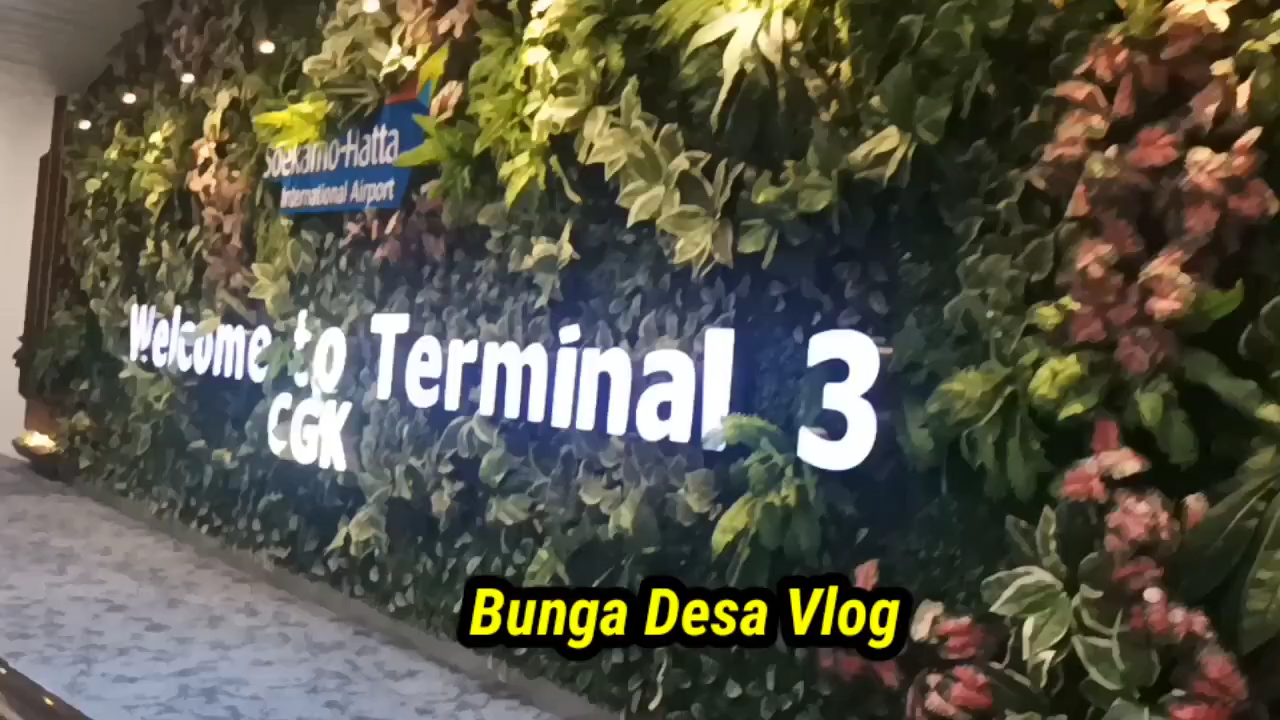 Soekarno-Hatta
International Airport
Welcome to Terminal 3
CGK
Bunga Desa Vlog